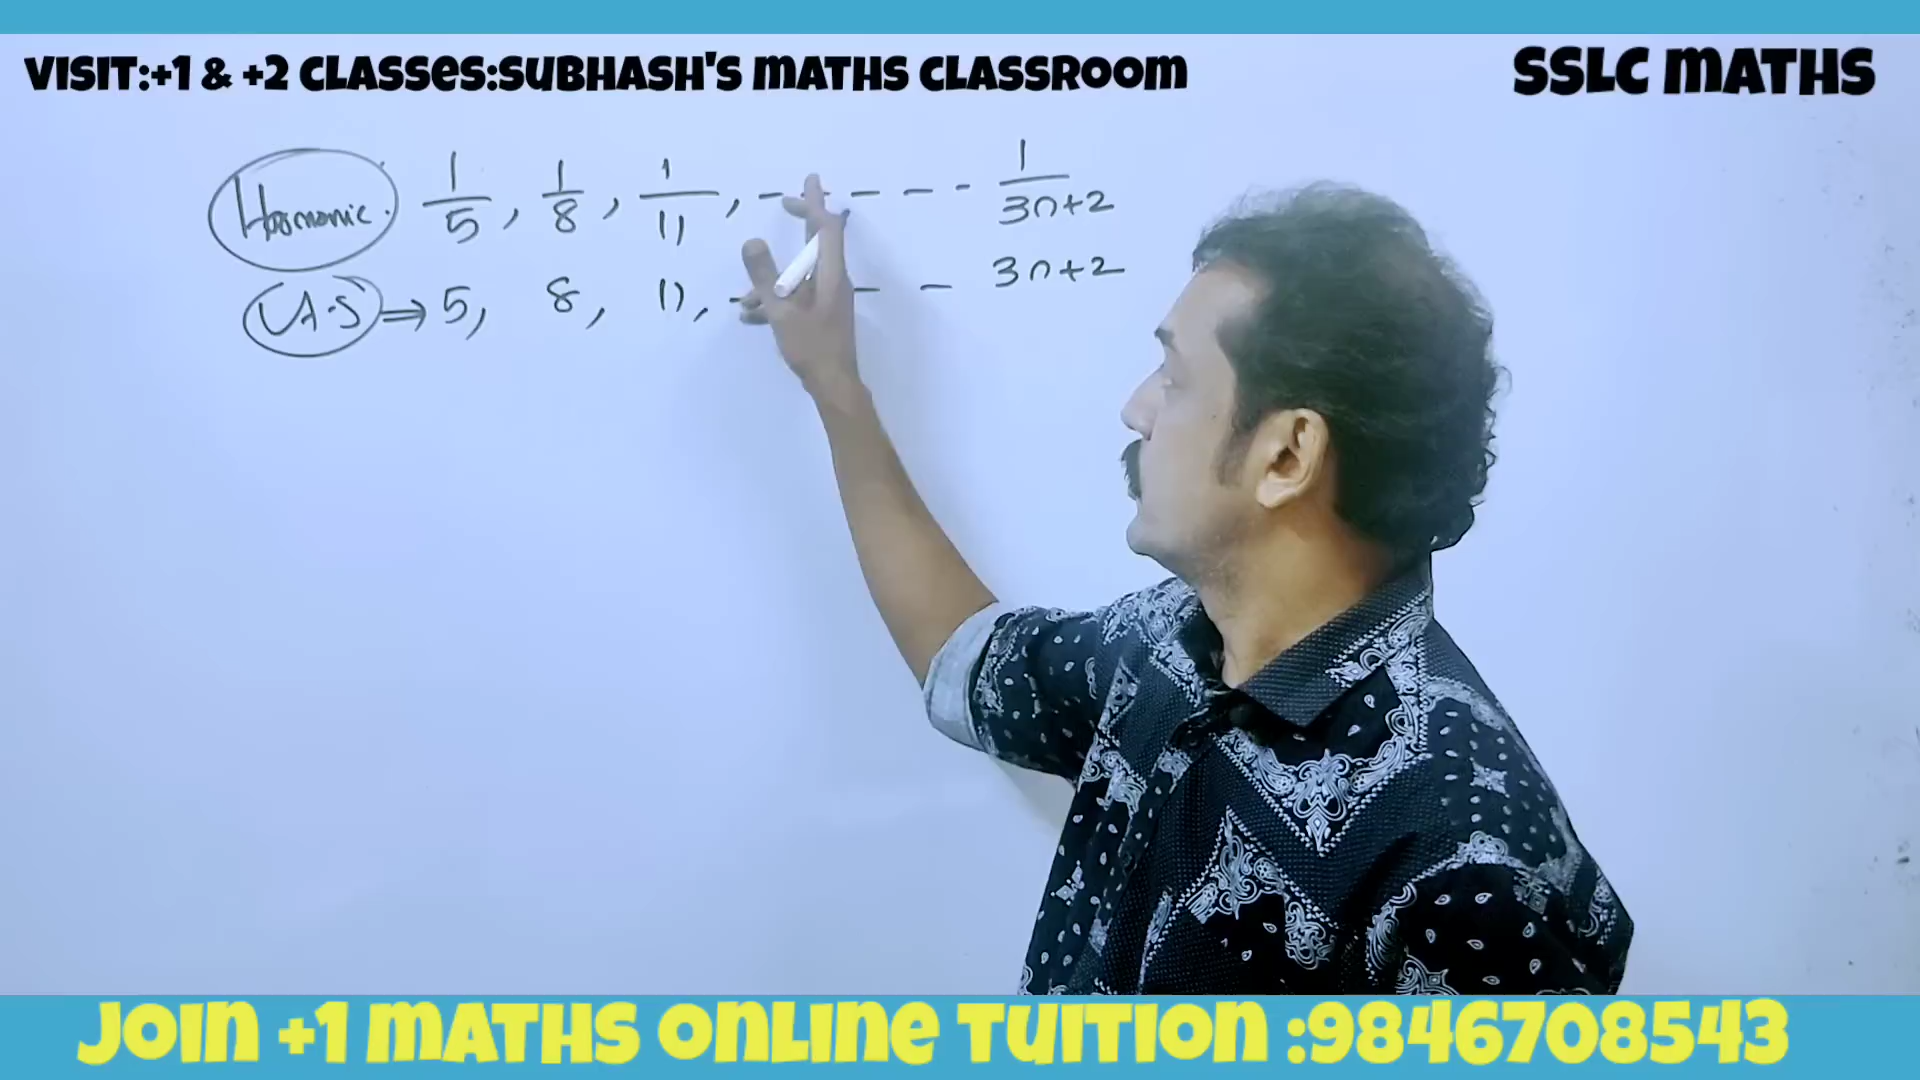 VISIT:+1 & +2 CLASSES:SUBHASH'S MATHS CLASSROOM
SSLC MATHS
Harmonic. 1/5, 1/8, 1/11, - - - - - 1/3n+2
A.S ⇒ 5, 8, 11, - - - 3n+2
JOIN +1 MATHS ONLINE TUITION :9846708543